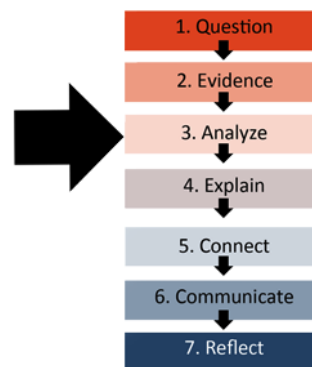 1. Question
2. Evidence
3. Analyze
4. Explain
5. Connect
6. Communicate
7. Reflect